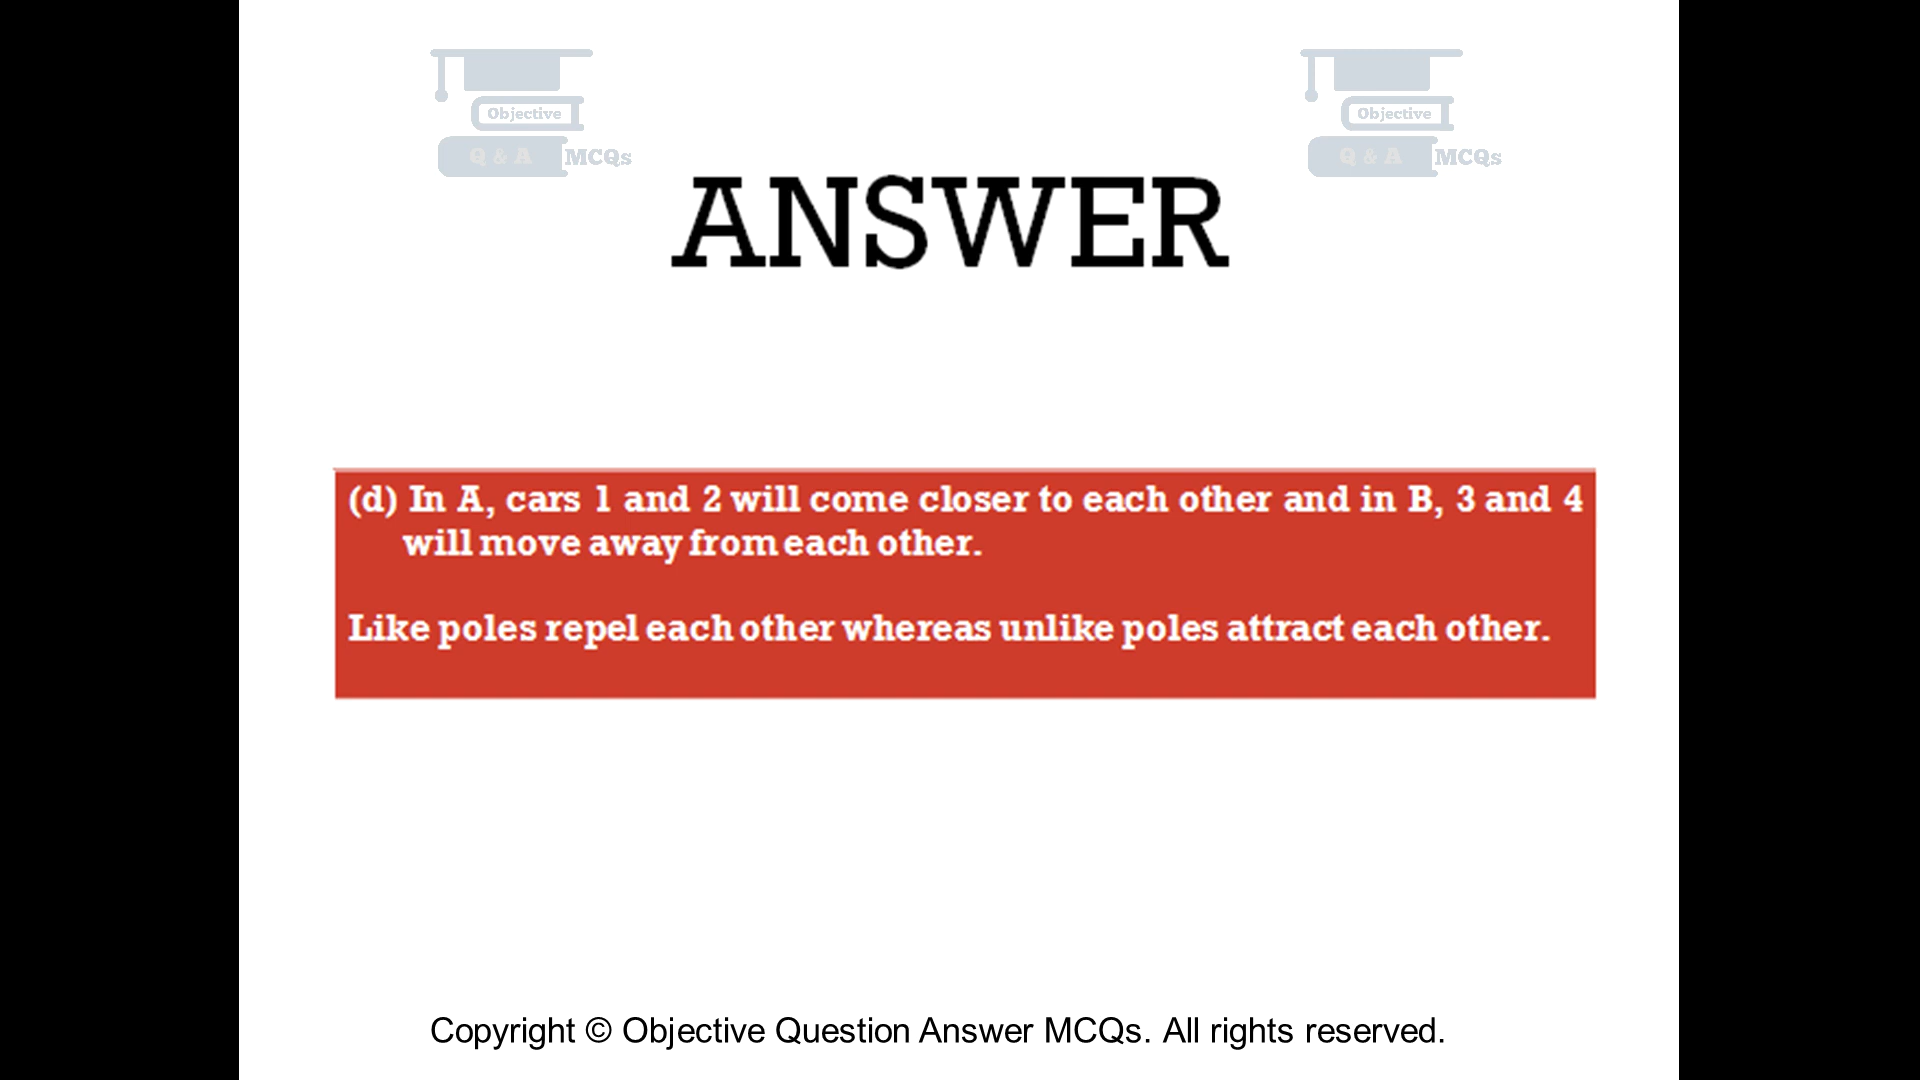 Objective
Q & A MCQs
Objective
Q & A MCQs
ANSWER
(d) In A, cars 1 and 2 will come closer to each other and in B, 3 and 4
will move away from each other.
Like poles repel each other whereas unlike poles attract each other.
Copyright © Objective Question Answer MCQs. All rights reserved.